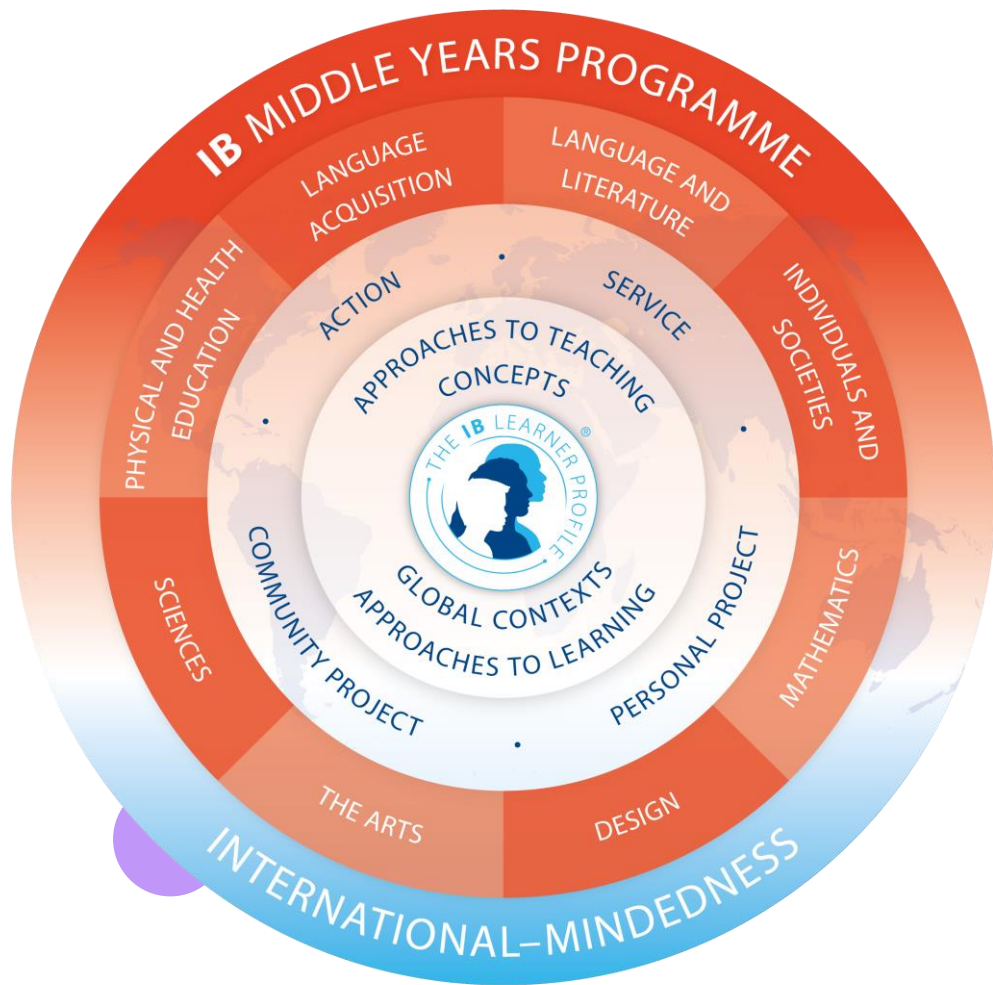 IB MIDDLE YEARS PROGRAMME
LANGUAGE
ACQUISITION
LANGUAGE AND
LITERATURE
PHYSICAL AND HEALTH
EDUCATION
INDIVIDUALS AND
SOCIETIES
SCIENCES
MATHEMATICS
THE ARTS
DESIGN
ACTION
SERVICE
COMMUNITY PROJECT
PERSONAL PROJECT
APPROACHES TO TEACHING
CONCEPTS
THE IB LEARNER PROFILE ®
GLOBAL CONTEXTS
APPROACHES TO LEARNING
INTERNATIONAL–MINDEDNESS